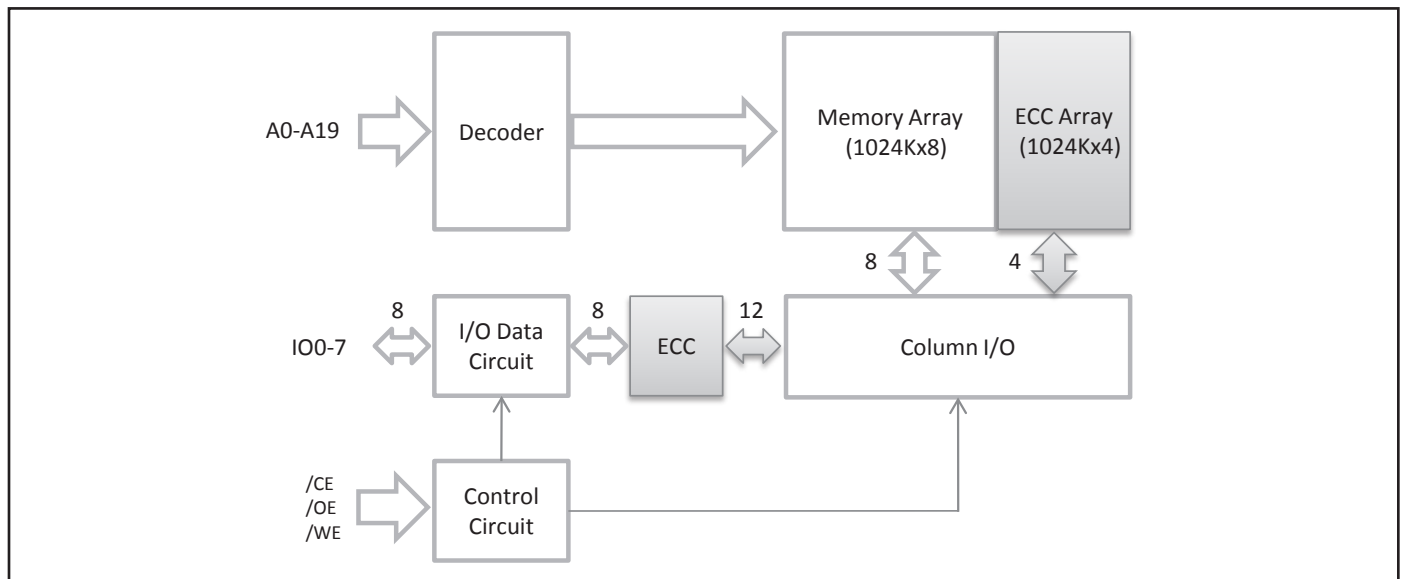 A0-A19
Decoder
Memory Array
(1024Kx8)
ECC Array
(1024Kx4)
8
4
IO0-7
8
I/O Data
Circuit
8
ECC
12
Column I/O
/CE
/OE
/WE
Control
Circuit